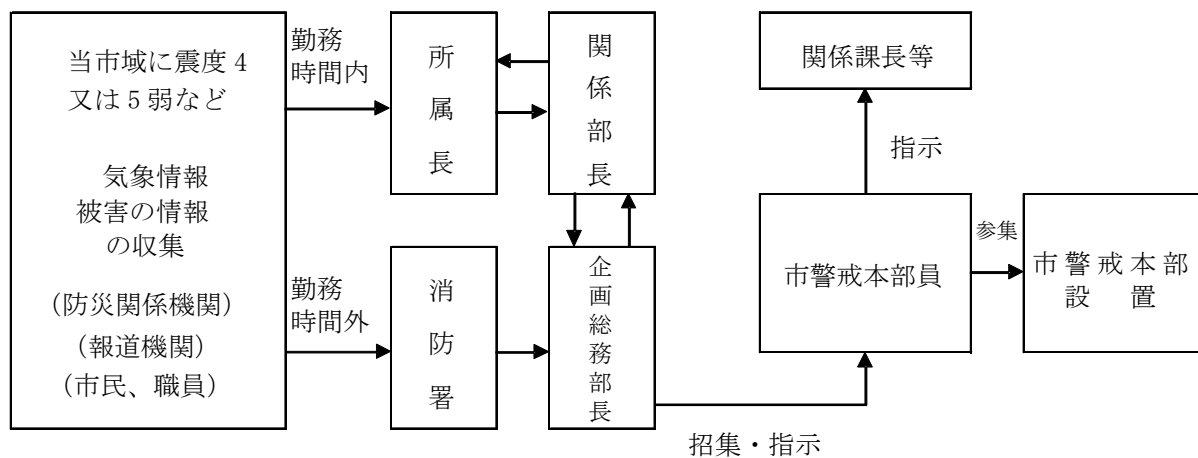 当市域に震度4
又は5弱など
気象情報
被害の情報
の収集
(防災関係機関)
(報道機関)
(市民、職員)
勤務
時間内
勤務
時間外
所属長
消防署
関係部長
企画総務部長
招集・指示
関係課長等
指示
市警戒本部員
参集
市警戒本部
設置